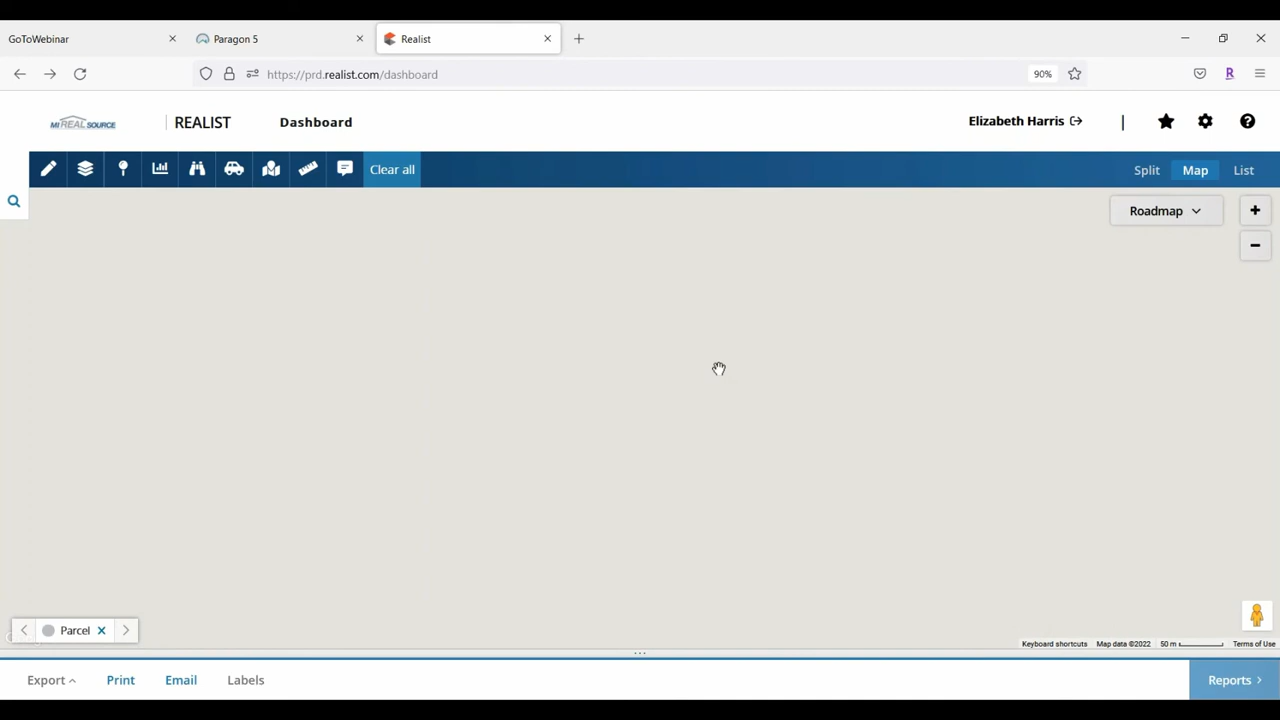 GoToWebinar
Paragon 5
Realist
https://prd.realist.com/dashboard
90%
MI REAL SOURCE
REALIST
Dashboard
Elizabeth Harris
Clear all
Split
Map
List
Roadmap
Parcel
Keyboard shortcuts
Map data ©2022
50 m
Terms of Use
Export
Print
Email
Labels
Reports